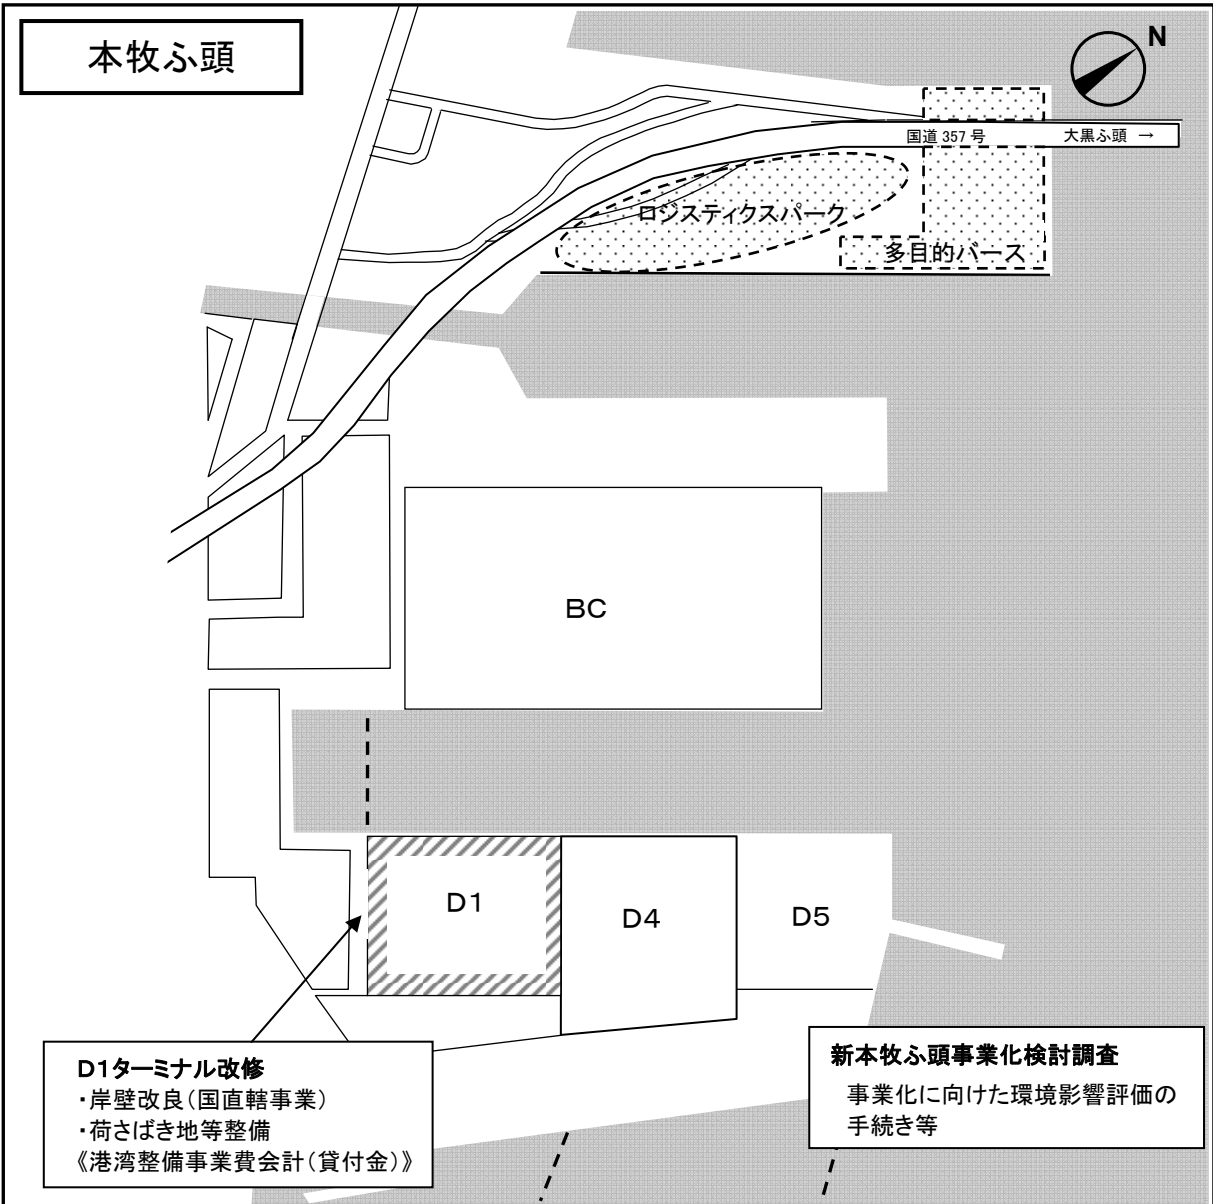 本牧ふ頭
N
国道 357 号
大黒ふ頭 →
ロジスティクスパーク
多目的バース
BC
D1
D4
D5
D1ターミナル改修
・岸壁改良(国直轄事業)
・荷さばき地等整備
《港湾整備事業費会計(貸付金)》
新本牧ふ頭事業化検討調査
事業化に向けた環境影響評価の
手続き等